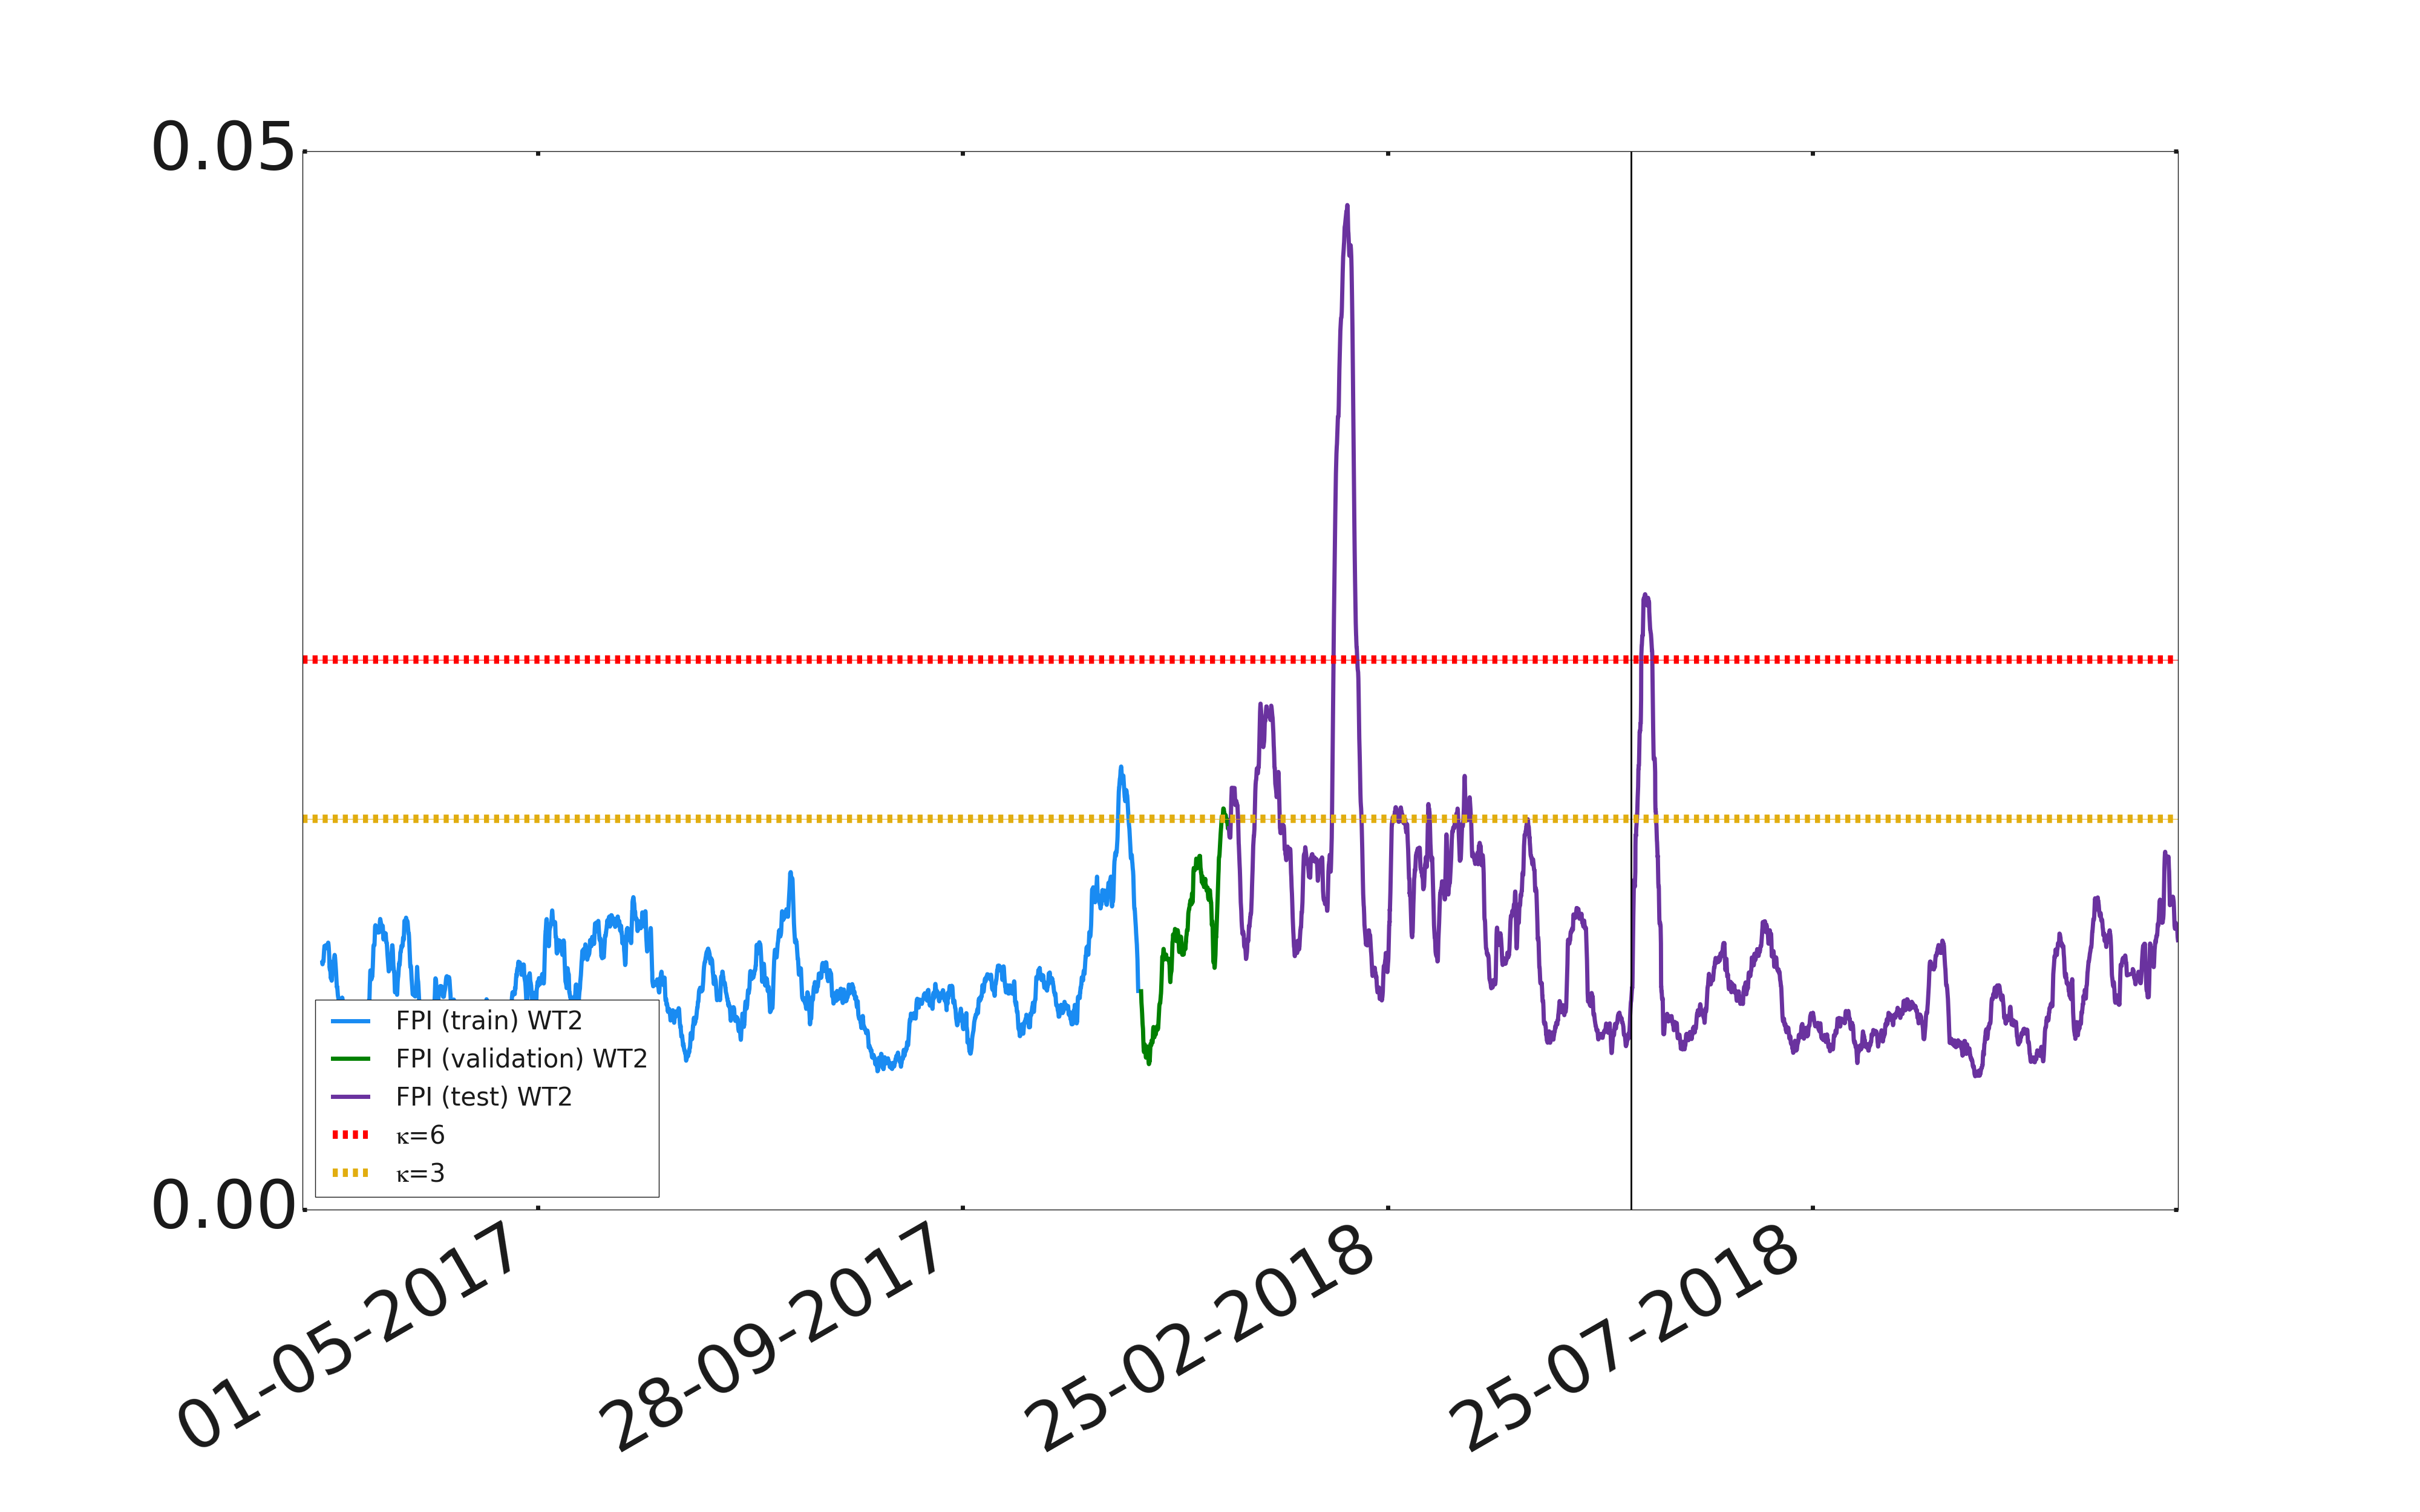 0.05
0.00
FPI (train) WT2
FPI (validation) WT2
FPI (test) WT2
κ=6
κ=3
01-05-2017
28-09-2017
25-02-2018
25-07-2018